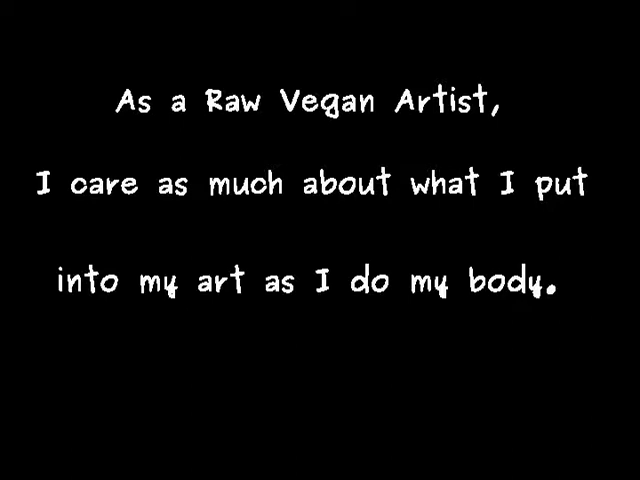 As a Raw Vegan Artist,
I care as much about what I put
into my art as I do my body.